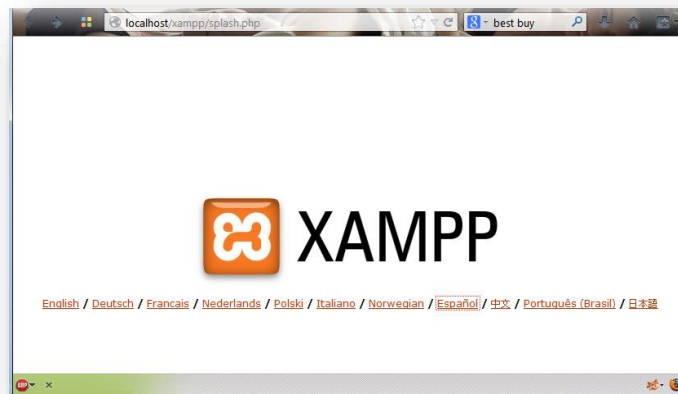 localhost/xampp/splash.php best buy
XAMPP
English / Deutsch / Francais / Nederlands / Polski / Italiano / Norwegian / Español / 中文 / Português (Brasil) / 日本語
ABP